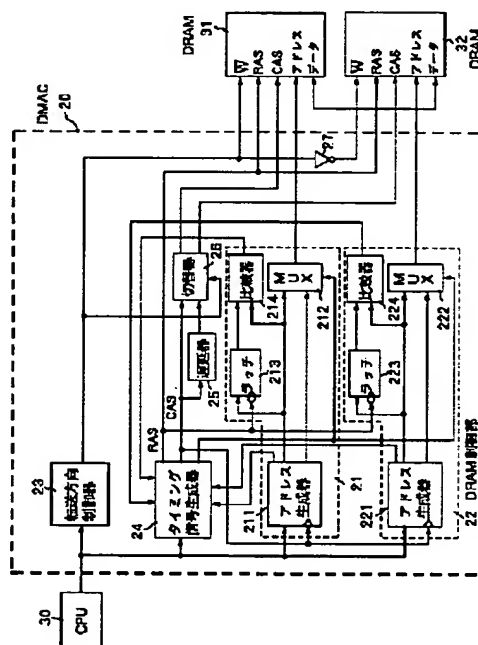 DMAC 20
30
CPU
23
転送方向
制御器
24
タイミング
信号生成器
RAS
CAS
遅延器
25
切替器
26
27
211
アドレス
生成器
ラッチ
213
比較器
214
MUX
212
21
221
アドレス
生成器
ラッチ
223
比較器
224
MUX
222
22 DRAM制御部
DRAM
31
W
RAS
CAS
アドレス
データ
W
RAS
CAS
アドレス
データ
32
DRAM